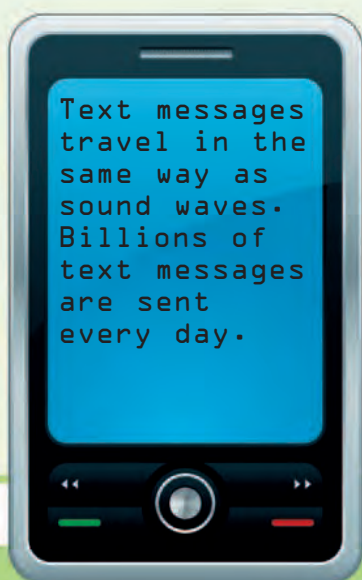 Text messages
travel in the
same way as
sound waves.
Billions of
text messages
are sent
every day.